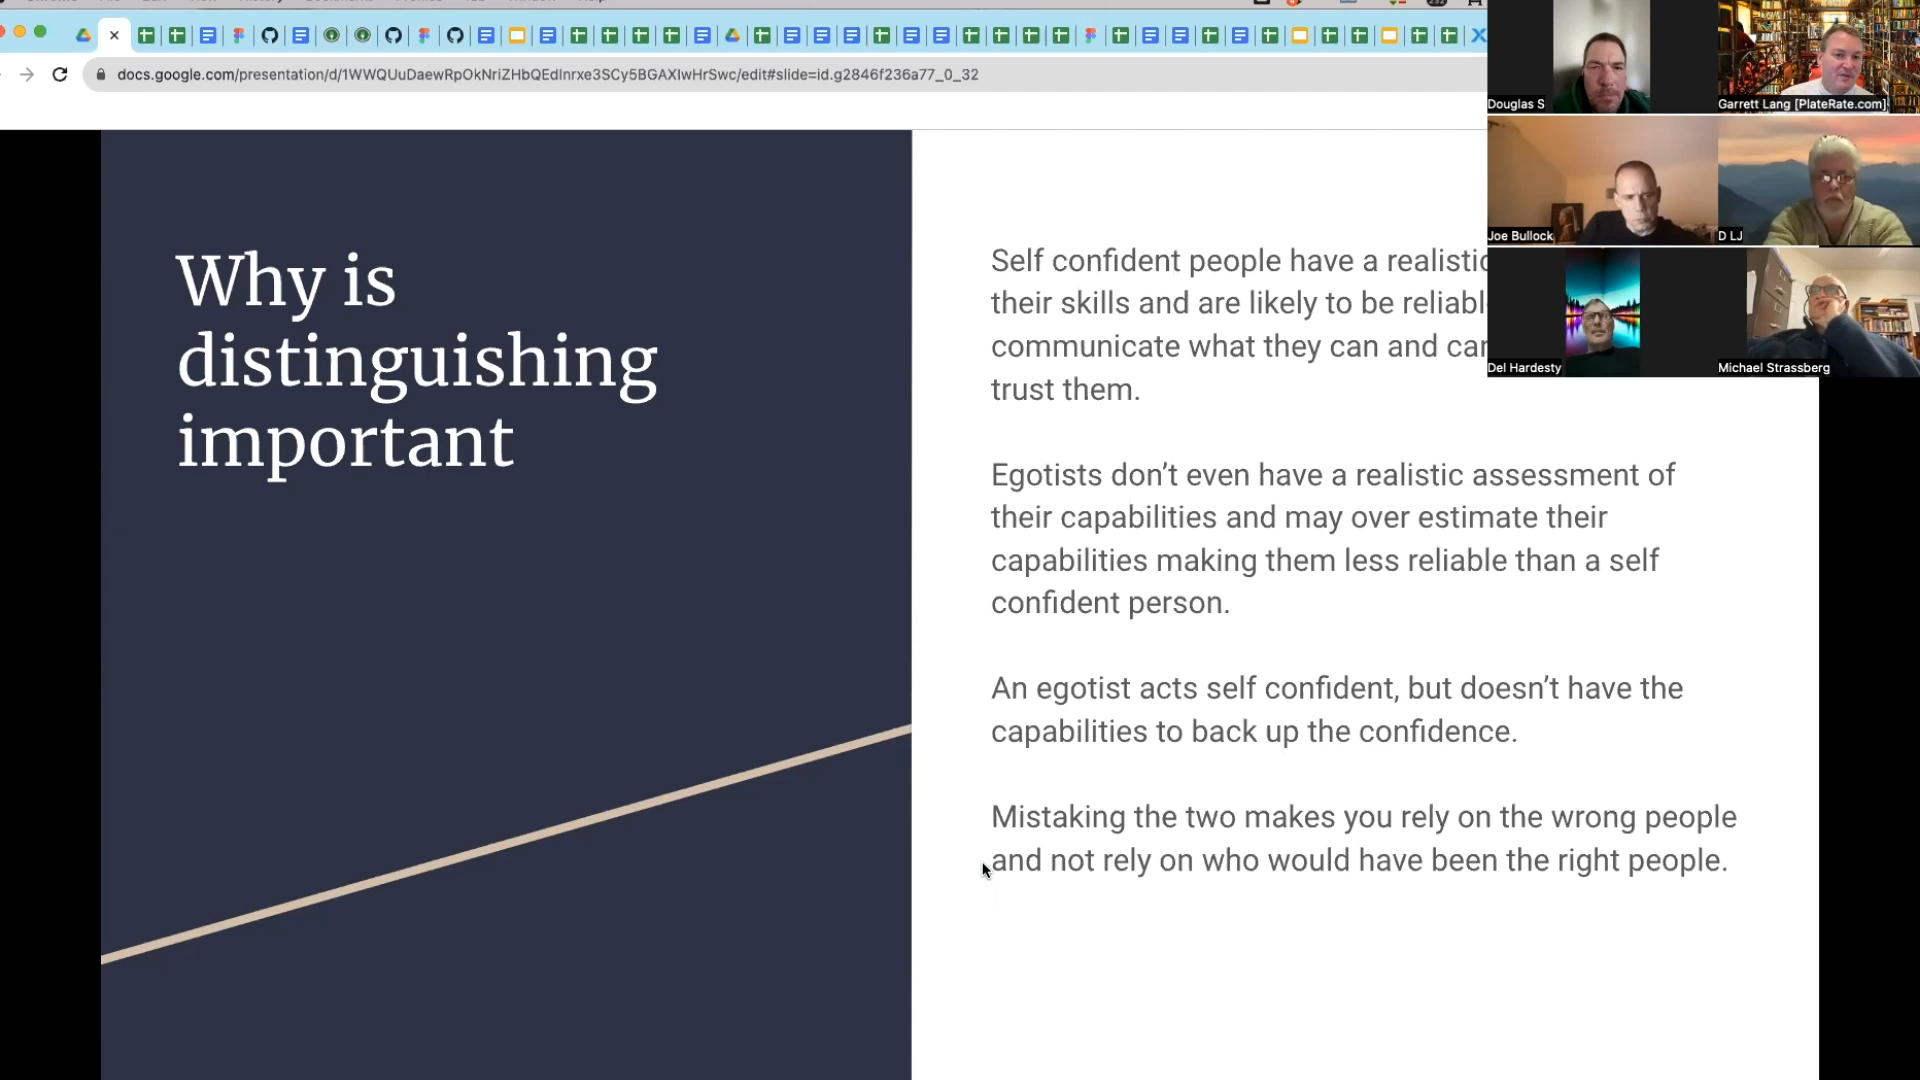 docs.google.com/presentation/d/1WWQUuDaewRpOkNriZHbQEdInrxe3SCy5BGAXIwHrSwc/edit#slide=id.g2846f236a77_0_32
Douglas S
Garrett Lang [PlateRate.com]
Joe Bullock
D LJ
Del Hardesty
Michael Strassberg
Why is
distinguishing
important
Self confident people have a realistic
their skills and are likely to be
communicate what they can and
trust them.
Egotists don’t even have a realistic assessment of
their capabilities and may over estimate their
capabilities making them less reliable than a self
confident person.
An egotist acts self confident, but doesn’t have the
capabilities to back up the confidence.
Mistaking the two makes you rely on the wrong people
and not rely on who would have been the right people.